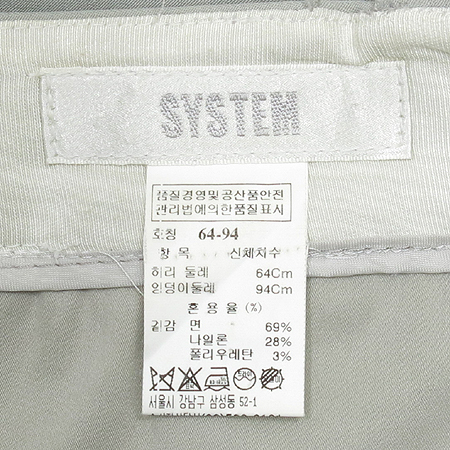 SYSTEM
품질경영및공산품안전
관리법에의한품질표시
호칭 64-94
항 목 신체치수
허리 둘레 64Cm
엉덩이둘레 94Cm
혼 용 율 (%)
겉감 면 69%
나일론 28%
폴리우레탄 3%
서울시 강남구 삼성동 52-1